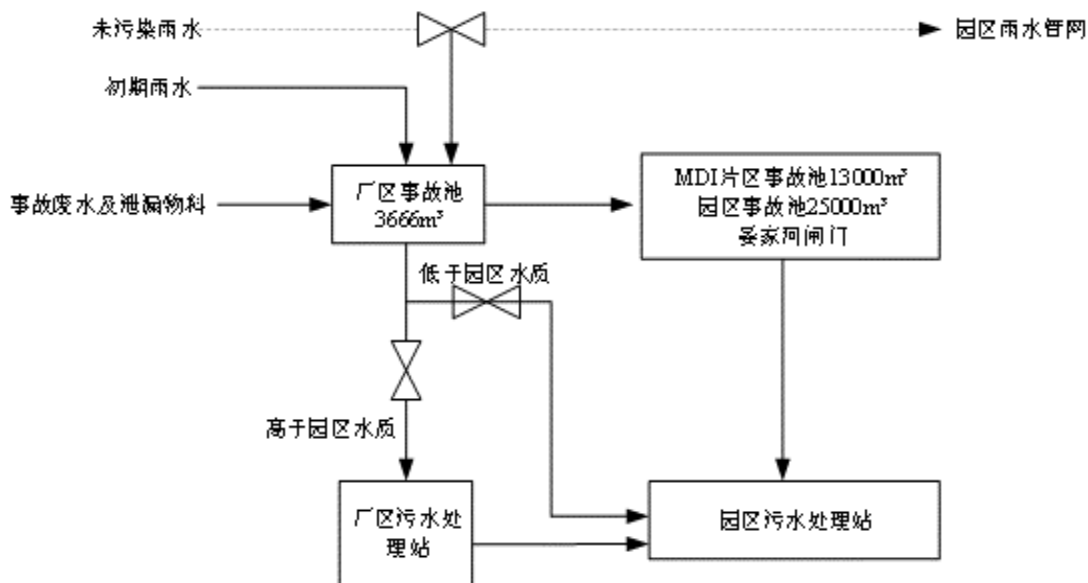 未污染雨水
园区雨水管网
初期雨水
事故废水及泄漏物料
厂区事故池
3666m³
MDI片区事故池13000m³
园区事故池25000m³
晏家河闸门
低于园区水质
高于园区水质
厂区污水处
理站
园区污水处理站